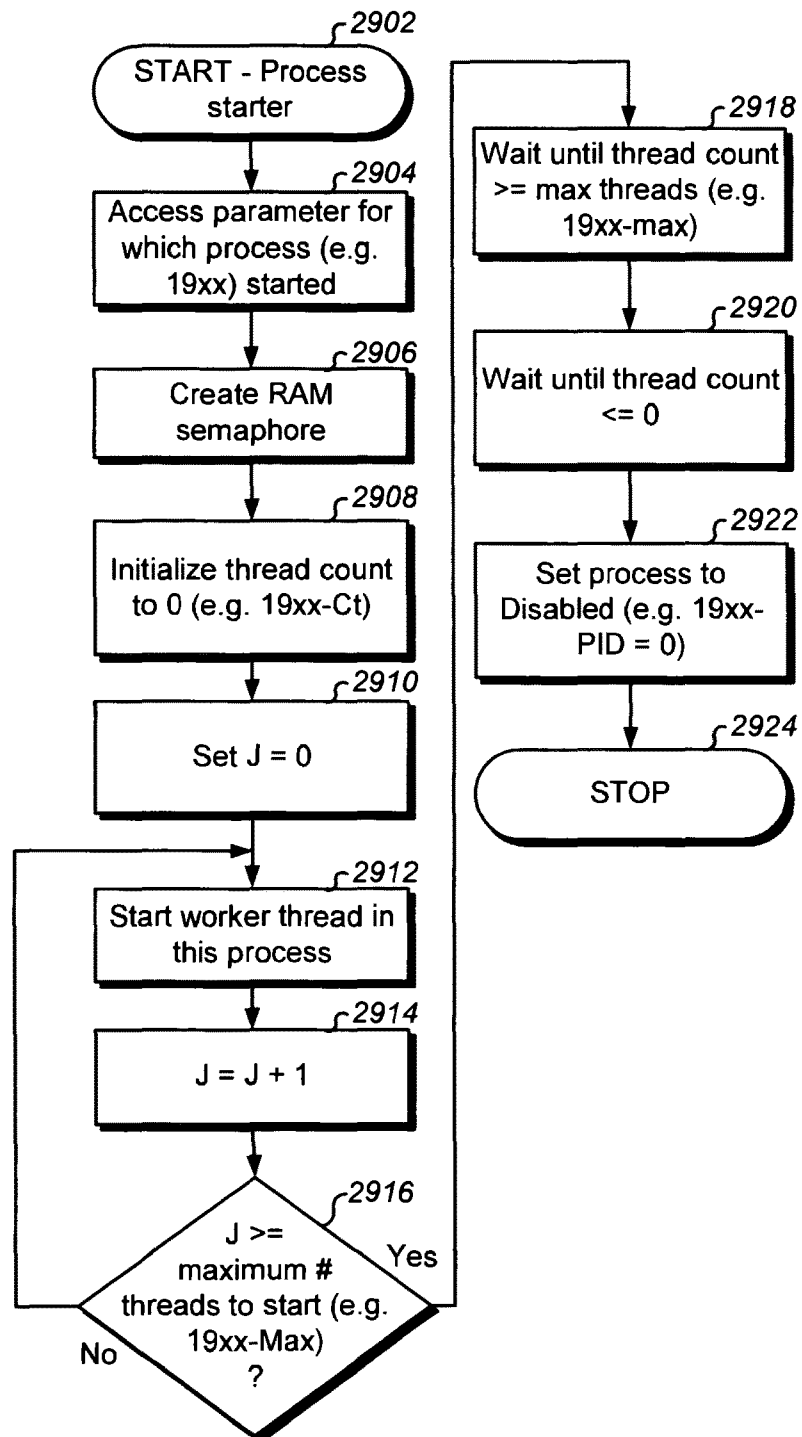 2902
START - Process
starter
2904
Access parameter for
which process (e.g.
19xx) started
2906
Create RAM
semaphore
2908
Initialize thread count
to 0 (e.g. 19xx-Ct)
2910
Set J = 0
2912
Start worker thread in
this process
2914
J = J + 1
2916
J >=
maximum #
threads to start (e.g.
19xx-Max)
?
Yes
No
2918
Wait until thread count
>= max threads (e.g.
19xx-max)
2920
Wait until thread count
<= 0
2922
Set process to
Disabled (e.g. 19xx-
PID = 0)
2924
STOP